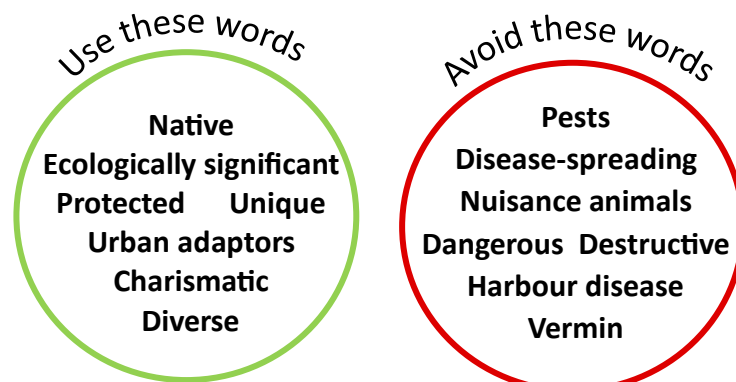 Use these words
Native
Ecologically significant
Protected Unique
Urban adaptors
Charismatic
Diverse
Avoid these words
Pests
Disease-spreading
Nuisance animals
Dangerous Destructive
Harbour disease
Vermin